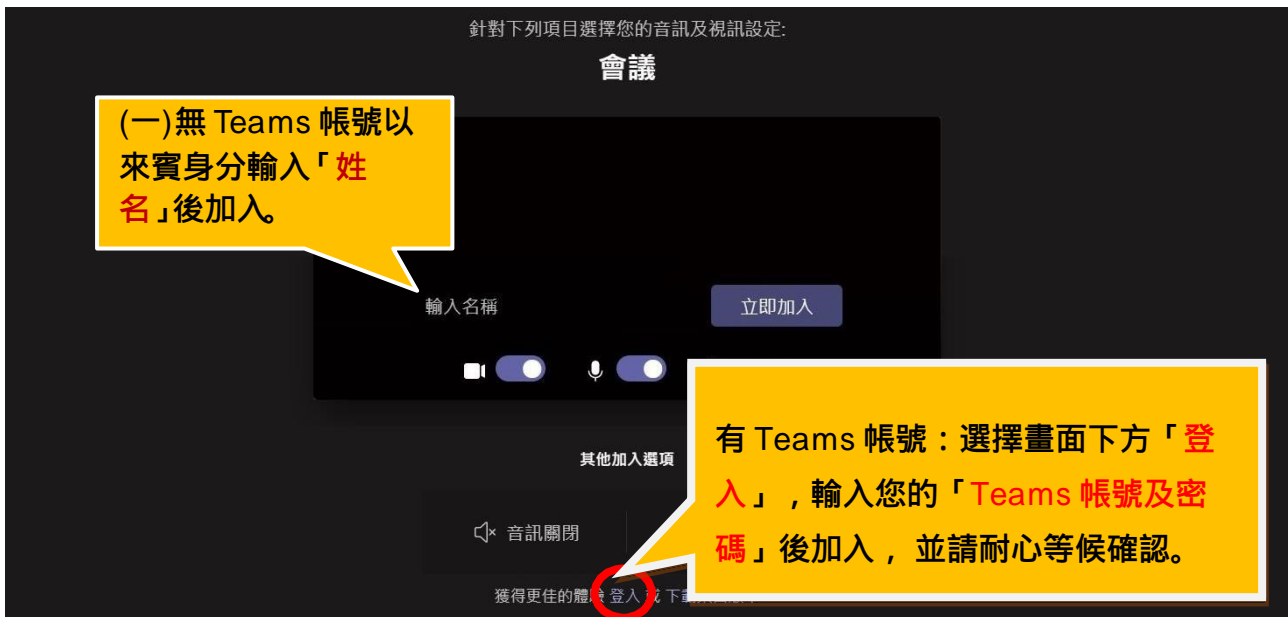 針對下列項目選擇您的音訊及視訊設定:
會議
(一)無 Teams 帳號以
來賓身分輸入「姓
名」後加入。
輸入名稱
立即加入
有 Teams 帳號：選擇畫面下方「登
入」，輸入您的「Teams 帳號及密
碼」後加入，並請耐心等候確認。
其他加入選項
音訊關閉
獲得更佳的體驗 登入 或 下載